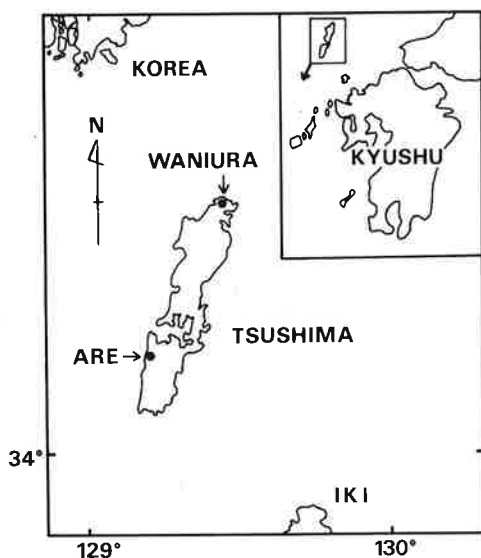 KOREA
N
WANIURA
KYUSHU
TSUSHIMA
ARE
34°
IKI
129°
130°